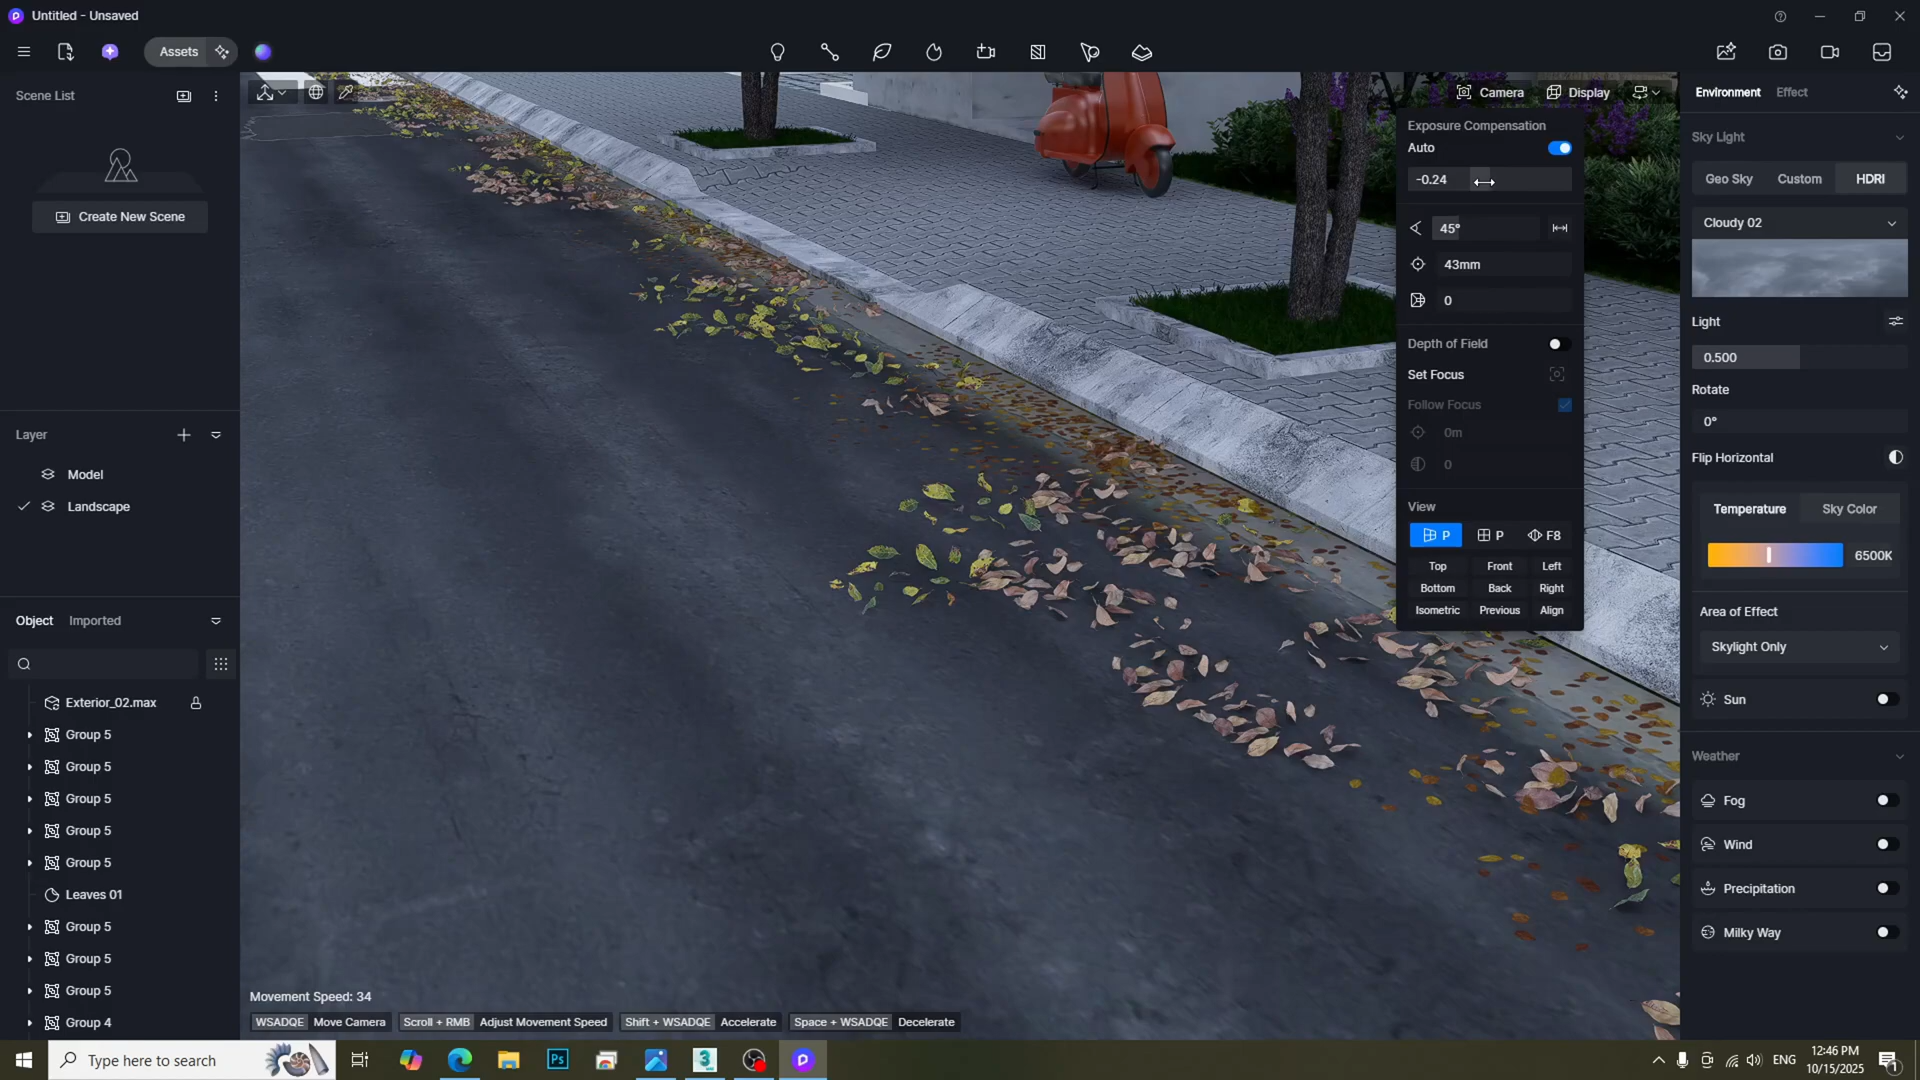 Untitled - Unsaved
Assets
Scene List
Create New Scene
Layer
Model
Landscape
Object Imported
Exterior_02.max
Group 5
Group 5
Group 5
Group 5
Group 5
Leaves 01
Group 5
Group 5
Group 5
Group 4
Camera Display
Exposure Compensation
Auto
-0.24
45°
43mm
0
Depth of Field
Set Focus
Follow Focus
0m
0
View
P P F8
Top Front Left
Bottom Back Right
Isometric Previous Align
Movement Speed: 34
WSADQE Move Camera Scroll + RMB Adjust Movement Speed Shift + WSADQE Accelerate Space + WSADQE Decelerate
Environment Effect
Sky Light
Geo Sky Custom HDRI
Cloudy 02
Light
0.500
Rotate
0°
Flip Horizontal
Temperature Sky Color
6500K
Area of Effect
Skylight Only
Sun
Weather
Fog
Wind
Precipitation
Milky Way
Type here to search
Ps
3
ENG
12:46 PM
10/15/2025
1